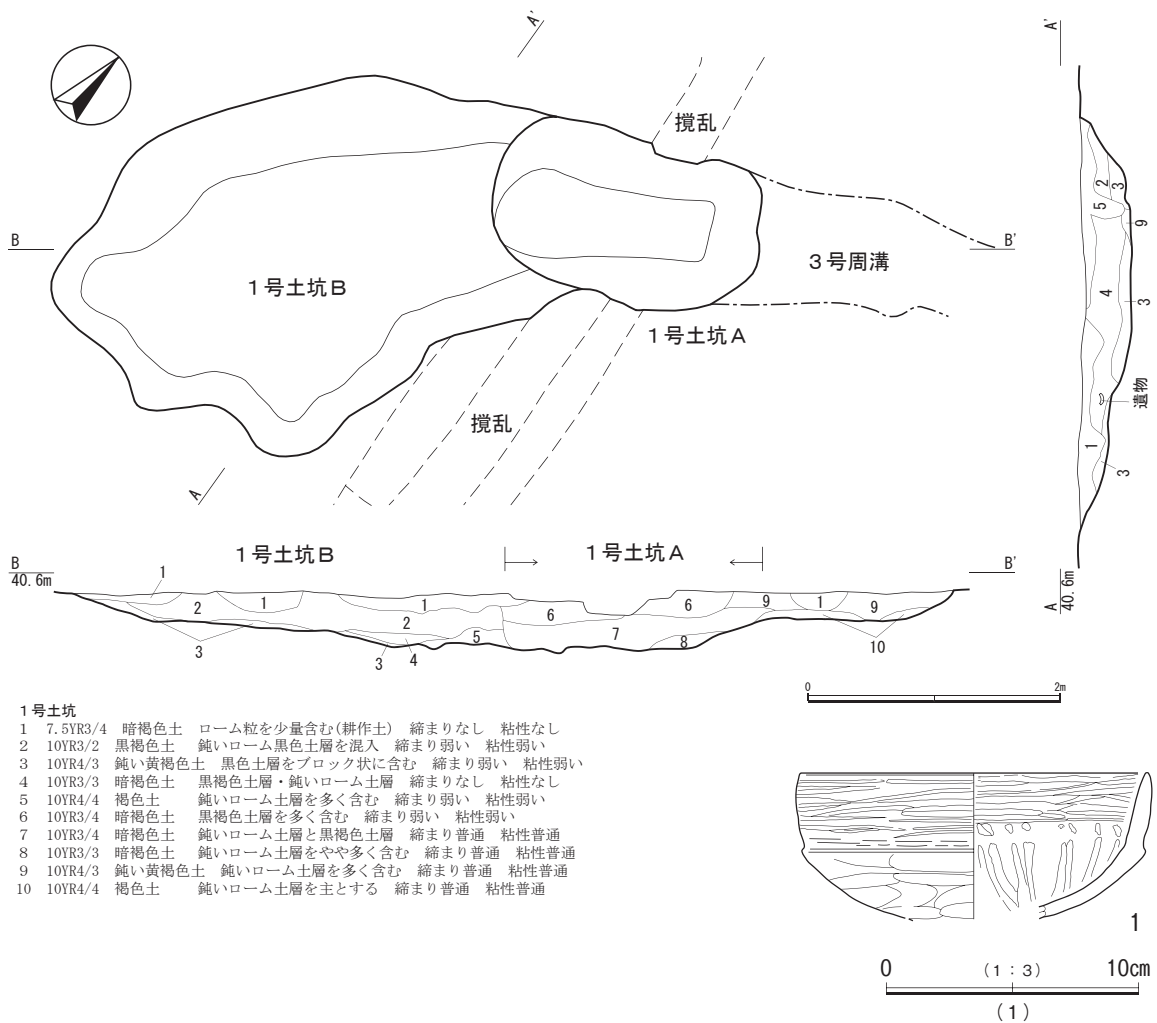 A'
撹乱
B
B'
1号土坑B
3号周溝
1号土坑A
撹乱
A
A'
2
3
5
9
4
3
遺物
1
3
A
40.6m
1号土坑B
1号土坑A
B
40.6m
B'
1
2
1
1
2
3
3
4
5
6
7
6
8
9
1
9
10
0
2m
1号土坑
1 7.5YR3/4 暗褐色土 ローム粒を少量含む(耕作土) 締まりなし 粘性なし
2 10YR3/2 黒褐色土 鈍いローム黒色土層を混入 締まり弱い 粘性弱い
3 10YR4/3 鈍い黄褐色土 黒色土層をブロック状に含む 締まり弱い 粘性弱い
4 10YR3/3 暗褐色土 黒褐色土層・鈍いローム土層 締まりなし 粘性なし
5 10YR4/4 褐色土 鈍いローム土層を多く含む 締まり弱い 粘性弱い
6 10YR3/4 暗褐色土 黒褐色土層を多く含む 締まり弱い 粘性弱い
7 10YR3/4 暗褐色土 鈍いローム土層と黒褐色土層 締まり普通 粘性普通
8 10YR3/3 暗褐色土 鈍いローム土層をやや多く含む 締まり普通 粘性普通
9 10YR4/3 鈍い黄褐色土 鈍いローム土層を多く含む 締まり普通 粘性普通
10 10YR4/4 褐色土 鈍いローム土層を主とする 締まり普通 粘性普通
1
0 (1:3) 10cm
(1)